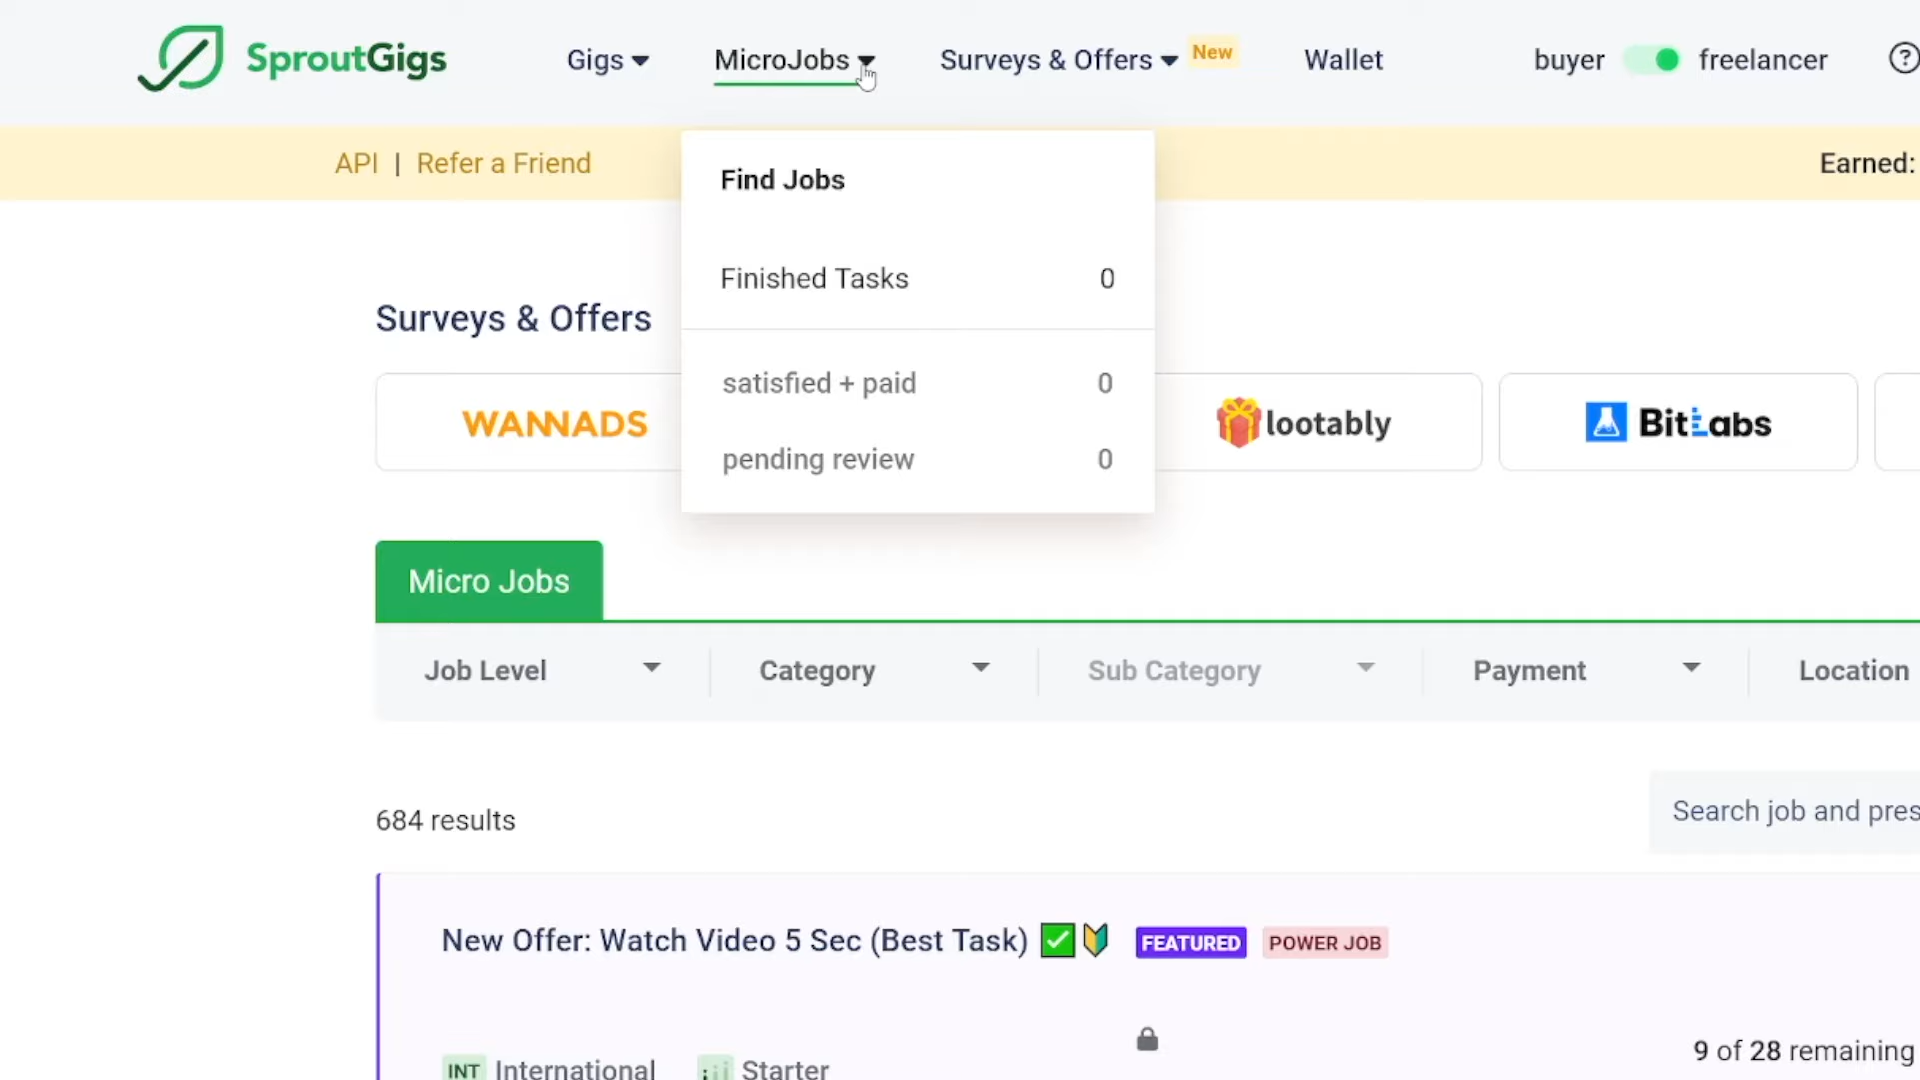 SproutGigs
Gigs
MicroJobs
Surveys & Offers
New
Wallet
buyer
freelancer
?
API | Refer a Friend
Earned:
Find Jobs
Finished Tasks 0
satisfied + paid 0
pending review 0
Surveys & Offers
WANNADS
lootably
BitLabs
Micro Jobs
Job Level
Category
Sub Category
Payment
Location
684 results
Search job and pres
New Offer: Watch Video 5 Sec (Best Task) ✅🔰
FEATURED
POWER JOB
INT International
Starter
9 of 28 remaining